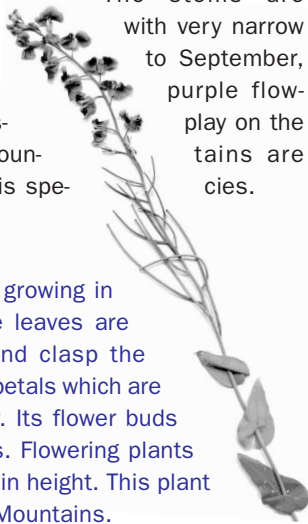 The stems are
with very narrow
to September,
purple flow-
s- play on the
oun- tains are
is spe- cies.
growing in
e leaves are
nd clasp the
petals which are
. Its flower buds
s. Flowering plants
in height. This plant
Mountains.